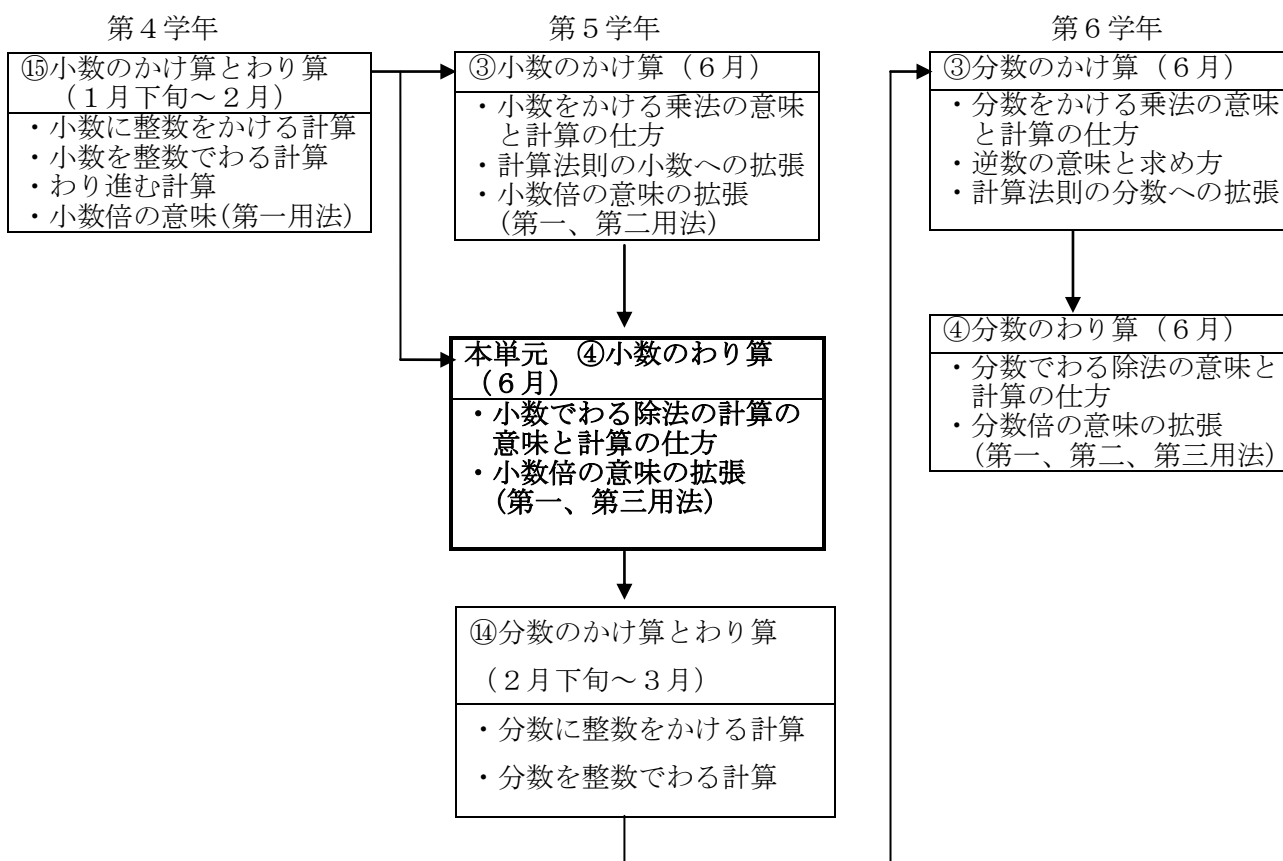 第４学年
⑮小数のかけ算とわり算
（１月下旬～２月）
・小数に整数をかける計算
・小数を整数でわる計算
・わり進む計算
・小数倍の意味(第一用法)
第５学年
③小数のかけ算（６月）
・小数をかける乗法の意味
と計算の仕方
・計算法則の小数への拡張
・小数倍の意味の拡張
(第一、第二用法)
本単元　④小数のわり算
（６月）
・小数でわる除法の計算の
意味と計算の仕方
・小数倍の意味の拡張
(第一、第三用法)
⑭分数のかけ算とわり算
（２月下旬～３月）
・分数に整数をかける計算
・分数を整数でわる計算
第６学年
③分数のかけ算（６月）
・分数をかける乗法の意味
と計算の仕方
・逆数の意味と求め方
・計算法則の分数への拡張
④分数のわり算（６月）
・分数でわる除法の意味と
計算の仕方
・分数倍の意味の拡張
(第一、第二、第三用法)